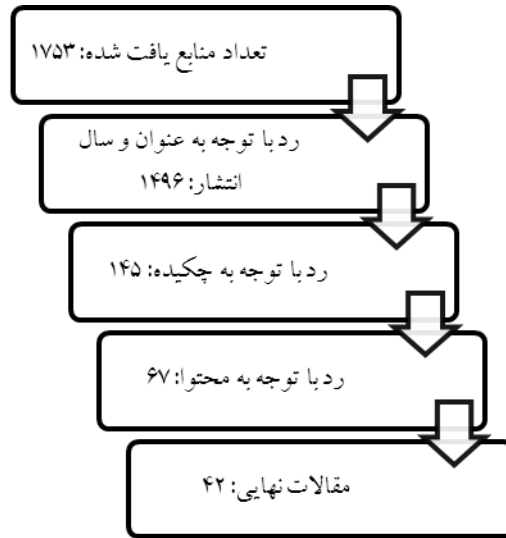 تعداد منابع یافت شده: ۱۷۵۳
رد با توجه به عنوان و سال
انتشار: ۱۴۹۶
رد با توجه به چکیده: ۱۴۵
رد با توجه به محتوا: ۶۷
مقالات نهایی: ۴۲